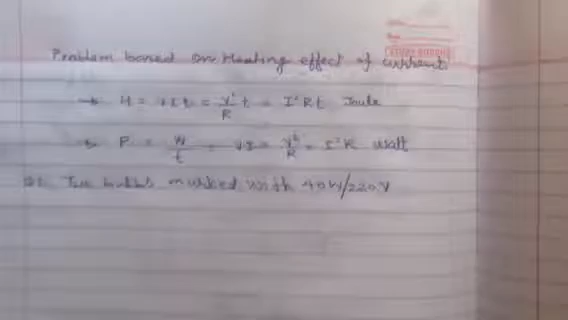 Problem based on Heating effect of current
→ H = VIt = V²/R t = I²Rt Joule
→ P = W/t = VI = V²/R = I²R watt
Two bulbs marked with 40W/220V